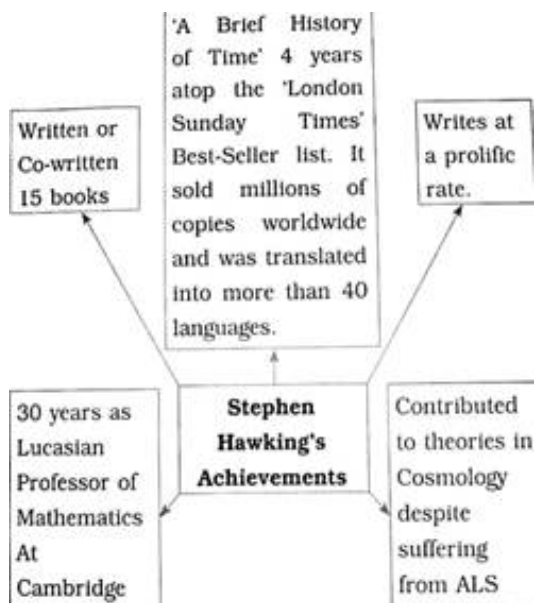 'A Brief History
of Time' 4 years
atop the 'London
Sunday Times'
Best-Seller list. It
sold millions of
copies worldwide
and was translated
into more than 40
languages.
Written or
Co-written
15 books
Writes at
a prolific
rate.
Stephen
Hawking's
Achievements
30 years as
Lucasian
Professor of
Mathematics
At
Cambridge
Contributed
to theories in
Cosmology
despite
suffering
from ALS